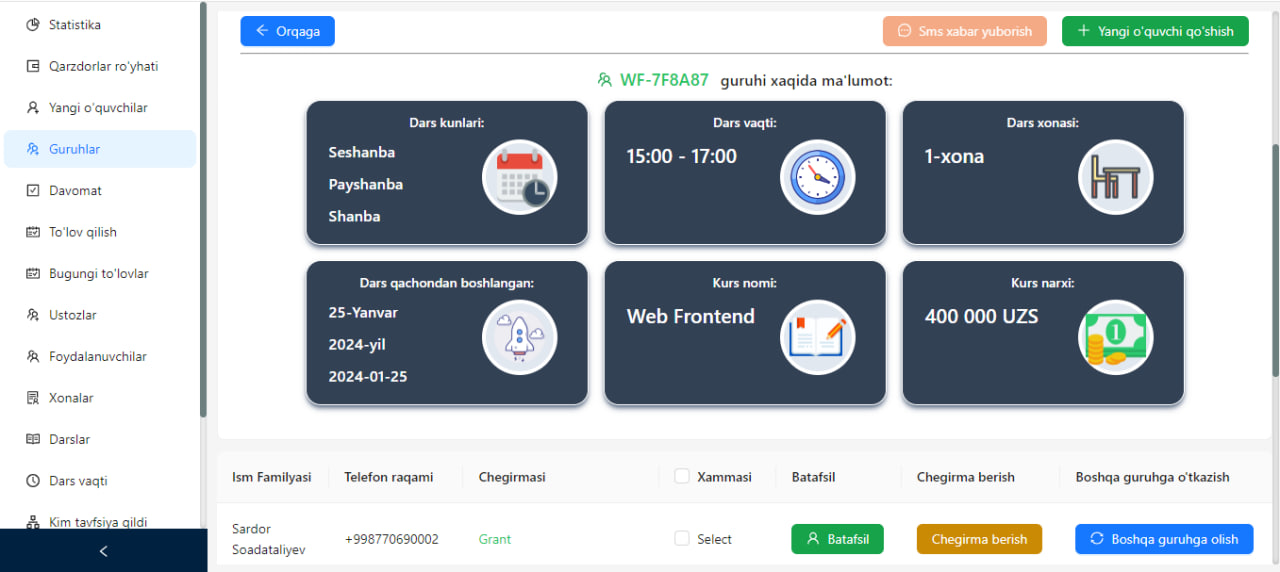 Statistika
Qarzdorlar ro'yhati
Yangi o'quvchilar
Guruhlar
Davomat
To'lov qilish
Bugungi to'lovlar
Ustozlar
Foydalanuvchilar
Xonalar
Darslar
Dars vaqti
Kim tavfsiya qildi
Orqaga
Sms xabar yuborish
Yangi o'quvchi qo'shish
WF-7F8A87 guruhi xaqida ma'lumot:
Dars kunlari:
Seshanba
Payshanba
Shanba
Dars vaqti:
15:00 - 17:00
Dars xonasi:
1-xona
Dars qachondan boshlangan:
25-Yanvar
2024-yil
2024-01-25
Kurs nomi:
Web Frontend
Kurs narxi:
400 000 UZS
1
Ism Familyasi Telefon raqami Chegirmasi Xammasi Batafsil Chegirma berish Boshqa guruhga o'tkazish
Sardor
Soadataliyev
+998770690002 Grant Select Batafsil Chegirma berish Boshqa guruhga olish